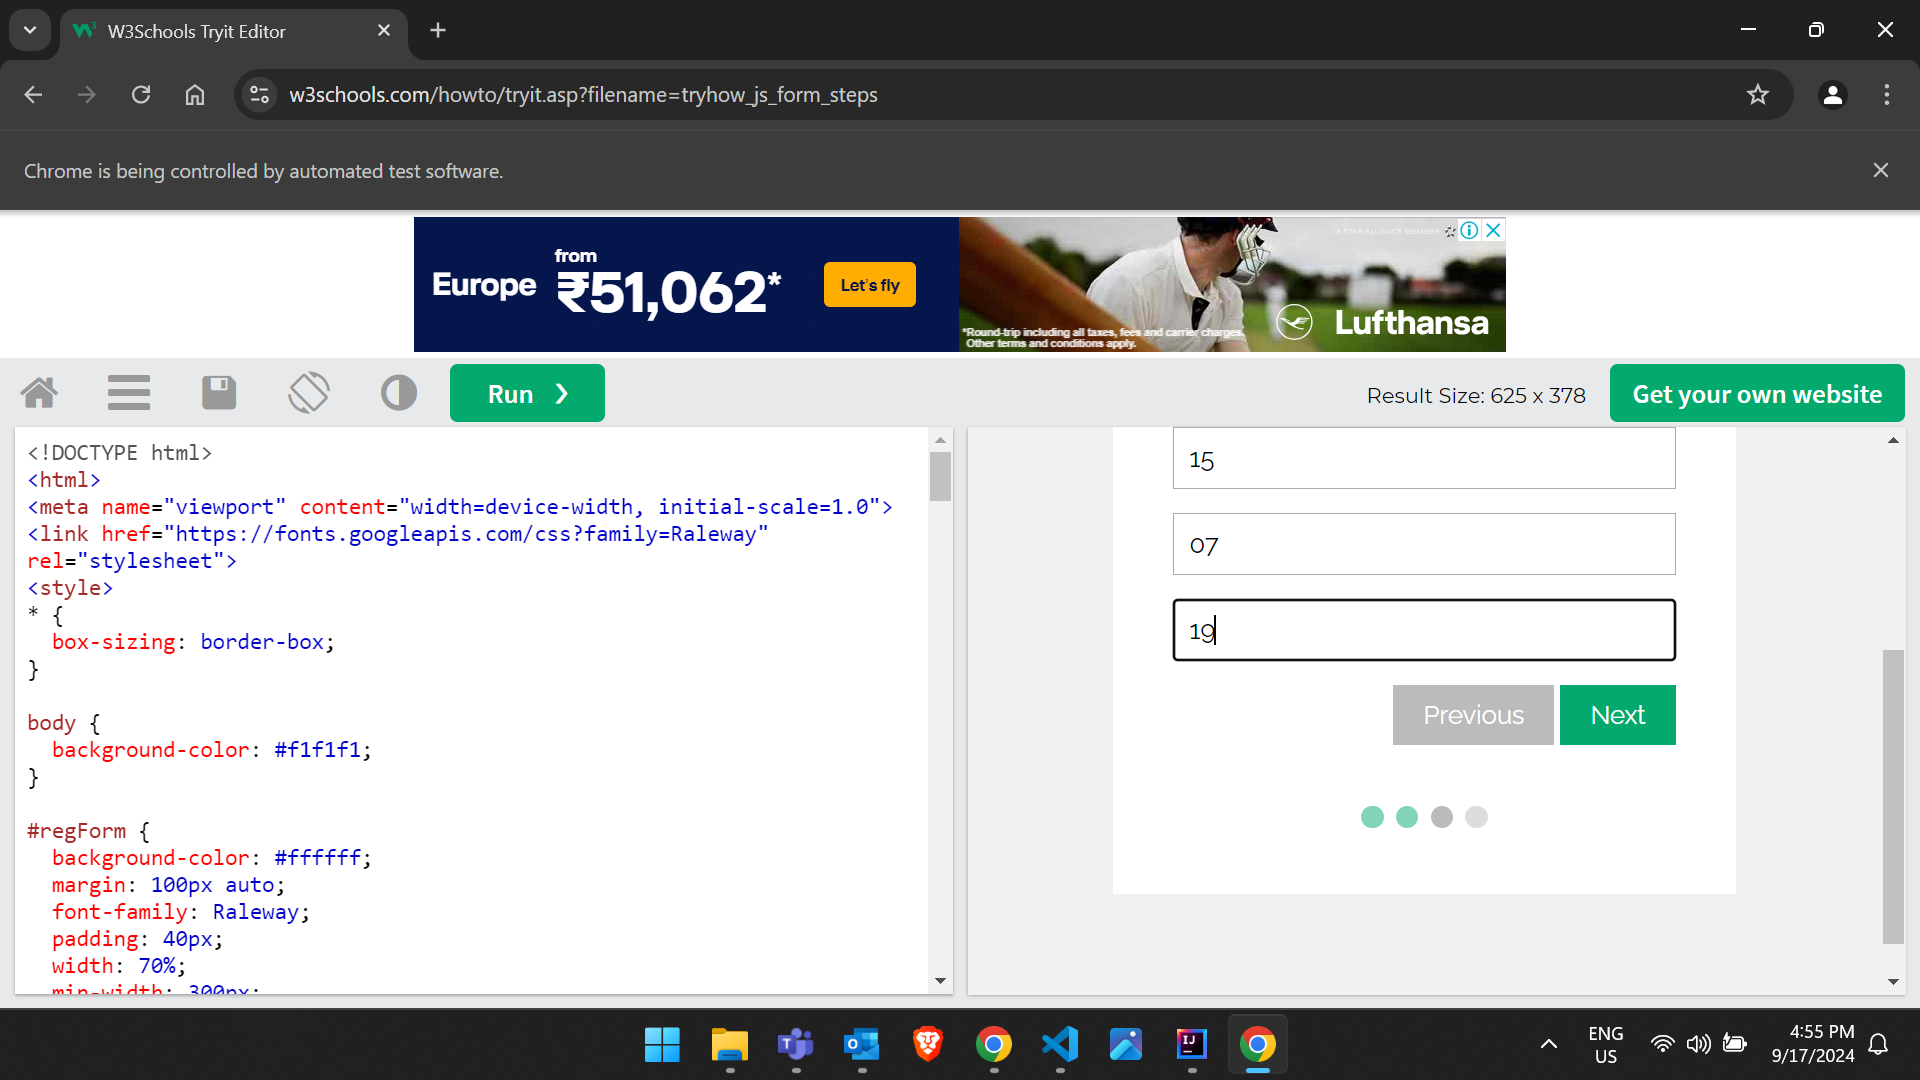 W3Schools Tryit Editor
w3schools.com/howto/tryit.asp?filename=tryhow_js_form_steps
Chrome is being controlled by automated test software.
Europe from ₹51,062*
Let's fly
A STAR ALLIANCE MEMBER
*Round-trip including all taxes, fees and carrier charges.
Other terms and conditions apply.
Lufthansa
Run ❯
Result Size: 625 x 378
Get your own website
<!DOCTYPE html>
<html>
<meta name="viewport" content="width=device-width, initial-scale=1.0">
<link href="https://fonts.googleapis.com/css?family=Raleway"
rel="stylesheet">
<style>
* {
box-sizing: border-box;
}
body {
background-color: #f1f1f1;
}
#regForm {
background-color: #ffffff;
margin: 100px auto;
font-family: Raleway;
padding: 40px;
width: 70%;
min-width: 300px;
15
07
19
Previous
Next
ENG
US
4:55 PM
9/17/2024